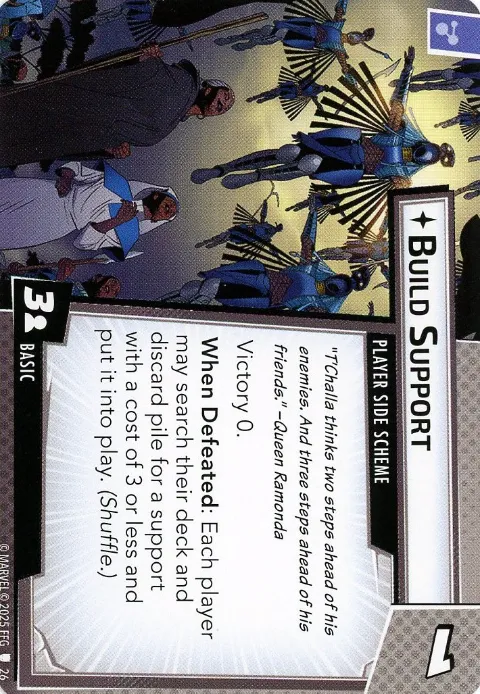 BUILD SUPPORT
1
PLAYER SIDE SCHEME
"T'Challa thinks two steps ahead of his
enemies. And three steps ahead of his
friends." –Queen Ramonda
Victory 0.
When Defeated: Each player
may search their deck and
discard pile for a support
with a cost of 3 or less and
put it into play. (Shuffle.)
3
BASIC
© MARVEL © 2025 FFG 26